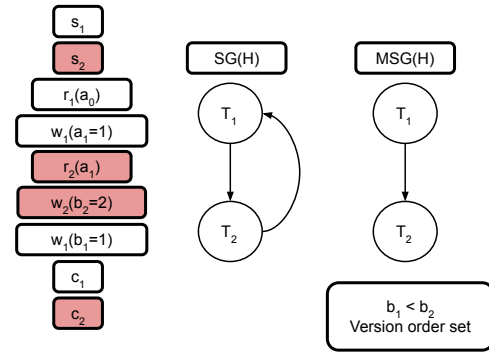 s₁
s₂
r₁(a₀)
w₁(a₁=1)
r₂(a₁)
w₂(b₂=2)
w₁(b₁=1)
c₁
c₂
SG(H)
T₁
T₂
MSG(H)
T₁
T₂
b₁ < b₂
Version order set